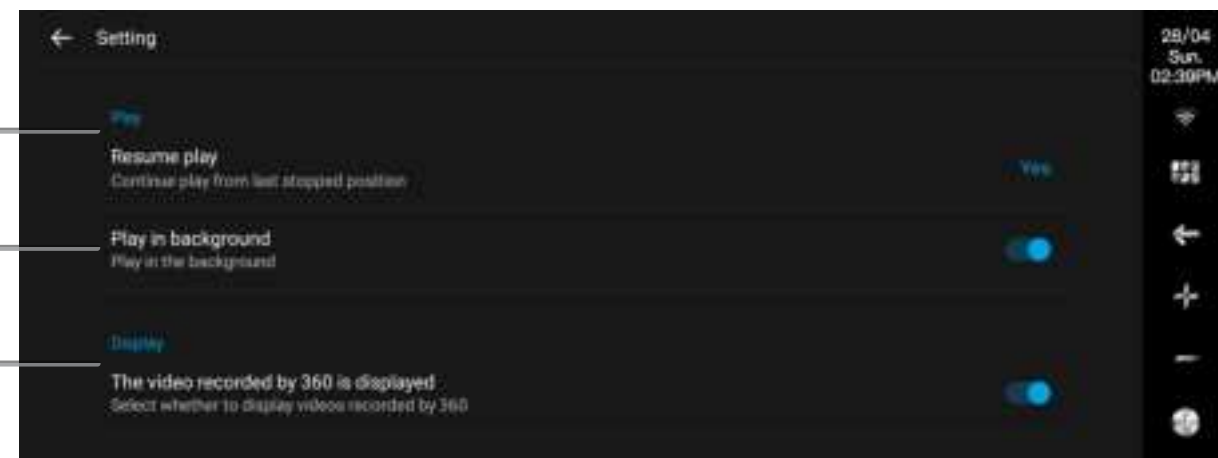 Setting
Play
Resume play
Continue play from last stopped position
Yes
Play in background
Play in the background
Display
The video recorded by 360 is displayed
Select whether to display videos recorded by 360
28/04
Sun.
02:39PM